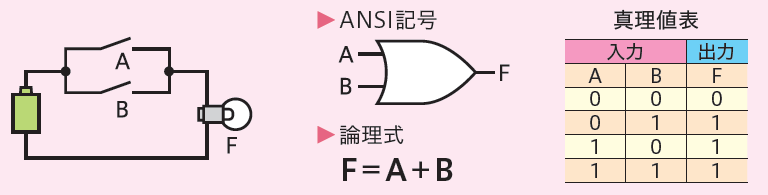 A
B
F
▶ANSI記号
A
B
F
▶論理式
F=A+B
真理値表
入力 出力
A B F
0 0 0
0 1 1
1 0 1
1 1 1